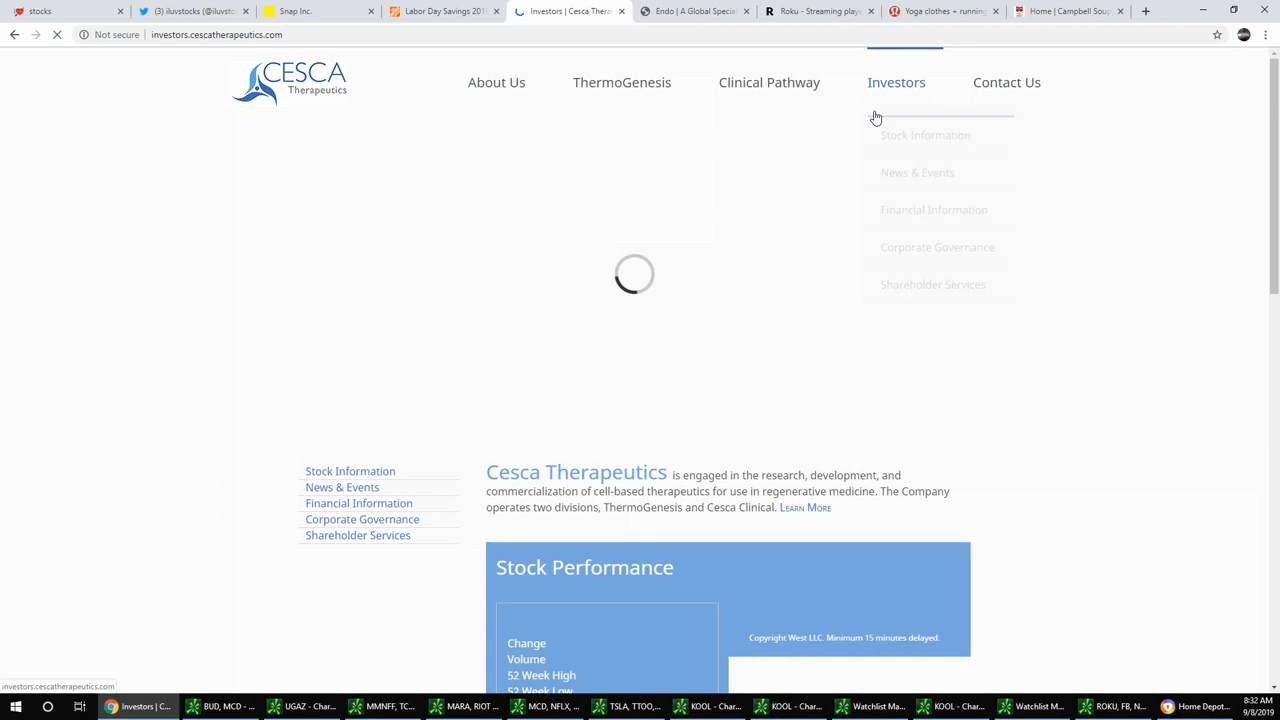 stocks
(3) iluvstocks (@iluvsto
Snap Inc.
Labor Day Savings 201
Investors | Cesca Therap
Endo | A Global Speciali
Roku - Streaming playe
Yoga clothes + running
Home | Campbell Soup
Not secure
investors.cescatherapeutics.com
CESCA
Therapeutics
About Us
ThermoGenesis
Clinical Pathway
Investors
Contact Us
Stock Information
News & Events
Financial Information
Corporate Governance
Shareholder Services
Stock Information
News & Events
Financial Information
Corporate Governance
Shareholder Services
Cesca Therapeutics is engaged in the research, development, and
commercialization of cell-based therapeutics for use in regenerative medicine. The Company
operates two divisions, ThermoGenesis and Cesca Clinical. Learn More
Stock Performance
Change
Volume
52 Week High
52 Week Low
Copyright West LLC. Minimum 15 minutes delayed.
investors.cescatherapeutics.com
Investors | C...
BUD, MCD - ...
UGAZ - Char...
MMNFF, TC...
MARA, RIOT ...
MCD, NFLX, ...
TSLA, TTOO,...
KOOL - Char...
KOOL - Char...
Watchlist Ma...
KOOL - Char...
Watchlist M...
ROKU, FB, N...
Home Depot...
8:32 AM
9/8/2019